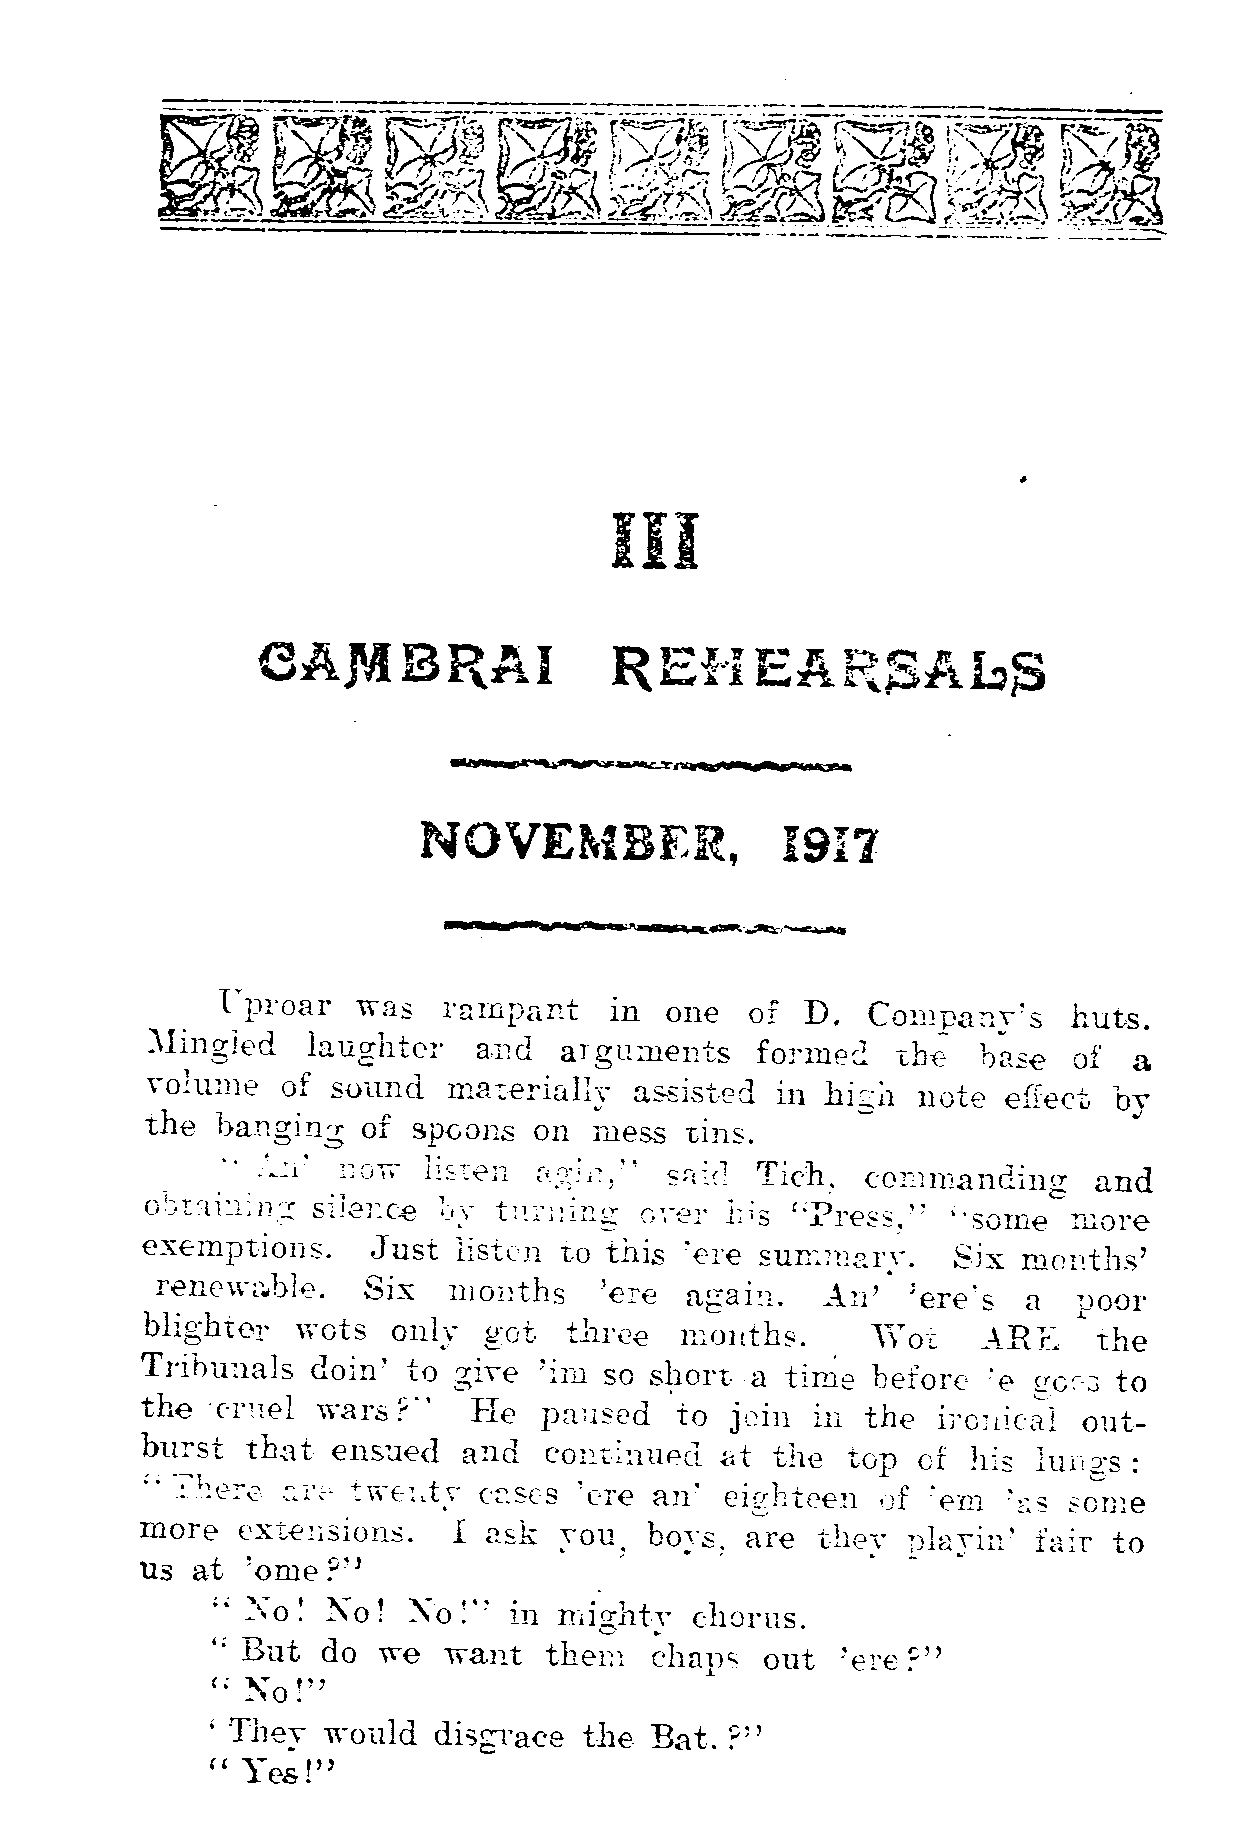 III
CAMBRAI REHEARSALS
NOVEMBER, 1917
Uproar was rampant in one of D. Company's huts.
Mingled laughter and arguments formed the base of a
volume of sound materially assisted in high note effect by
the banging of spoons on mess tins.
" An' now listen agin," said Tich, commanding and
obtaining silence by turning over his "Press," "some more
exemptions. Just listen to this 'ere summary. Six months'
renewable. Six months 'ere again. An' 'ere's a poor
blighter wots only got three months. Wot ARE the
Tribunals doin' to give 'im so short a time before 'e goes to
the cruel wars?" He paused to join in the ironical out-
burst that ensued and continued at the top of his lungs:
"There are twenty cases 'ere an' eighteen of 'em 'as some
more extensions. I ask you, boys, are they playin' fair to
us at 'ome?"
" No! No! No!" in mighty chorus.
" But do we want them chaps out 'ere?"
" No!"
' They would disgrace the Bat.?"
" Yes!"